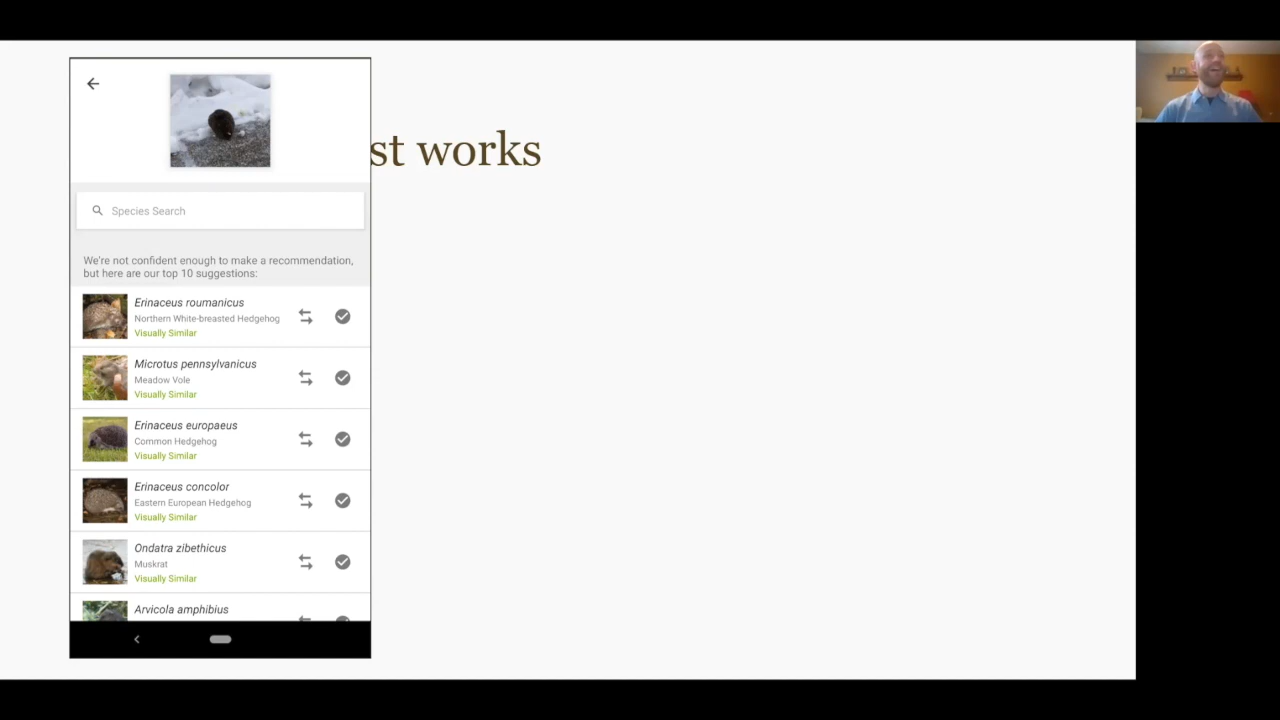 st works
Species Search
We're not confident enough to make a recommendation,
but here are our top 10 suggestions:
Erinaceus roumanicus
Northern White-breasted Hedgehog
Visually Similar
Microtus pennsylvanicus
Meadow Vole
Visually Similar
Erinaceus europaeus
Common Hedgehog
Visually Similar
Erinaceus concolor
Eastern European Hedgehog
Visually Similar
Ondatra zibethicus
Muskrat
Visually Similar
Arvicola amphibius